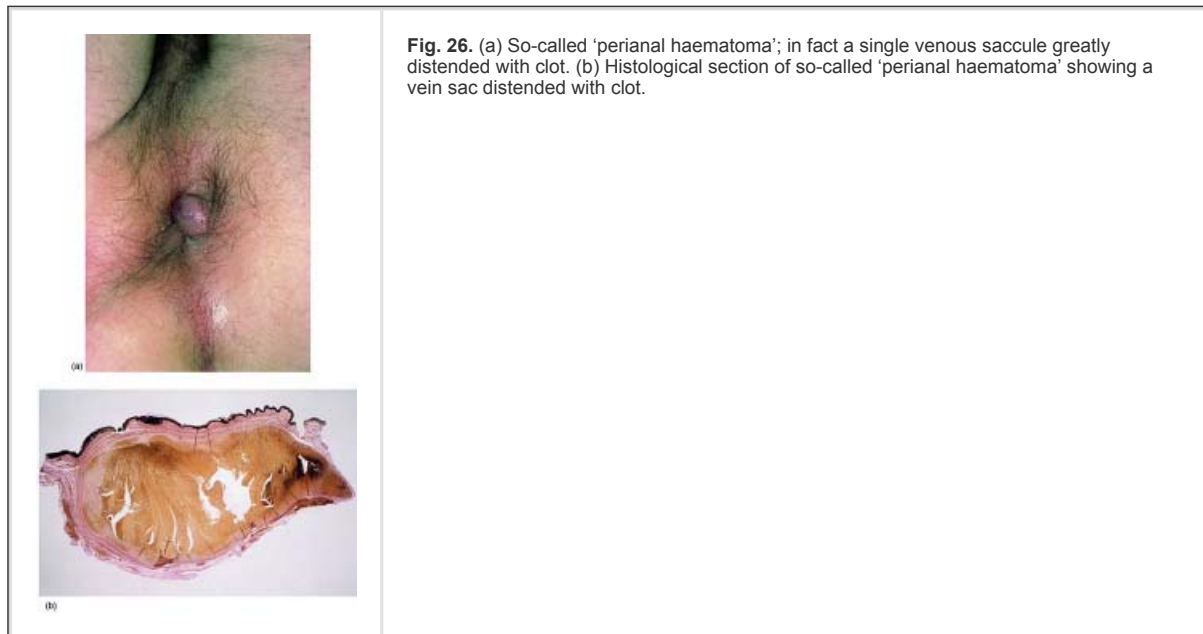 Fig. 26. (a) So-called ‘perianal haematoma’; in fact a single venous saccule greatly
distended with clot. (b) Histological section of so-called ‘perianal haematoma’ showing a
vein sac distended with clot.
(a)
(b)